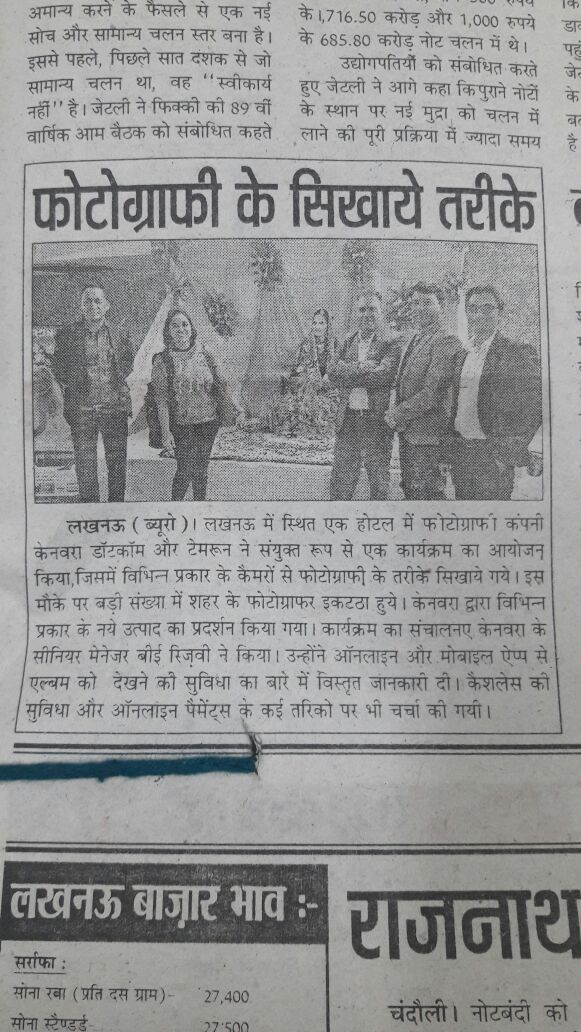 अमान्य करने के फैसले से एक नई
सोच और सामान्य चलन स्तर बना है।
इससे पहले, पिछले सात दशक से जो
सामान्य चलन था, वह ‘‘स्वीकार्य
नहीं’’ है। जेटली ने फिक्की की 89 वीं
वार्षिक आम बैठक को संबोधित कहते
के 1,716.50 करोड़ और 1,000 रुपये
के 685.80 करोड़ नोट चलन में थे।
उद्योगपतियों को संबोधित करते
हुए जेटली ने आगे कहा कि पुराने नोटों
के स्थान पर नई मुद्रा को चलन में
लाने की पूरी प्रक्रिया में ज्यादा समय
फोटोग्राफी के सिखाये तरीके
लखनऊ ( ब्यूरो )। लखनऊ में स्थित एक होटल में फोटोग्राफी कंपनी
केनवरा डॉटकॉम और टेमरून ने संयुक्त रूप से एक कार्यक्रम का आयोजन
किया,जिसमें विभिन्न प्रकार के कैमरों से फोटोग्राफी के तरीके सिखाये गये। इस
मौके पर बड़ी संख्या में शहर के फोटोग्राफर इकटठा हुये। केनवरा द्वारा विभिन्न
प्रकार के नये उत्पाद का प्रदर्शन किया गया। कार्यक्रम का संचालनए केनवरा के
सीनियर मेनेजर बीई रिज़वी ने किया। उन्होंने ऑनलाइन और मोबाइल ऐप्प से
एल्बम को देखने की सुविधा का बारे में विस्तृत जानकारी दी। कैशलेस की
सुविधा और ऑनलाइन पैमेंट्स के कई तरिको पर भी चर्चा की गयी।
लखनऊ बाज़ार भाव :-
सर्राफा :
सोना रबा (प्रति दस ग्राम)- 27,400
सोना स्टैण्डर्ड- 27,500
राजनाथ
चंदौली। नोटबंदी को